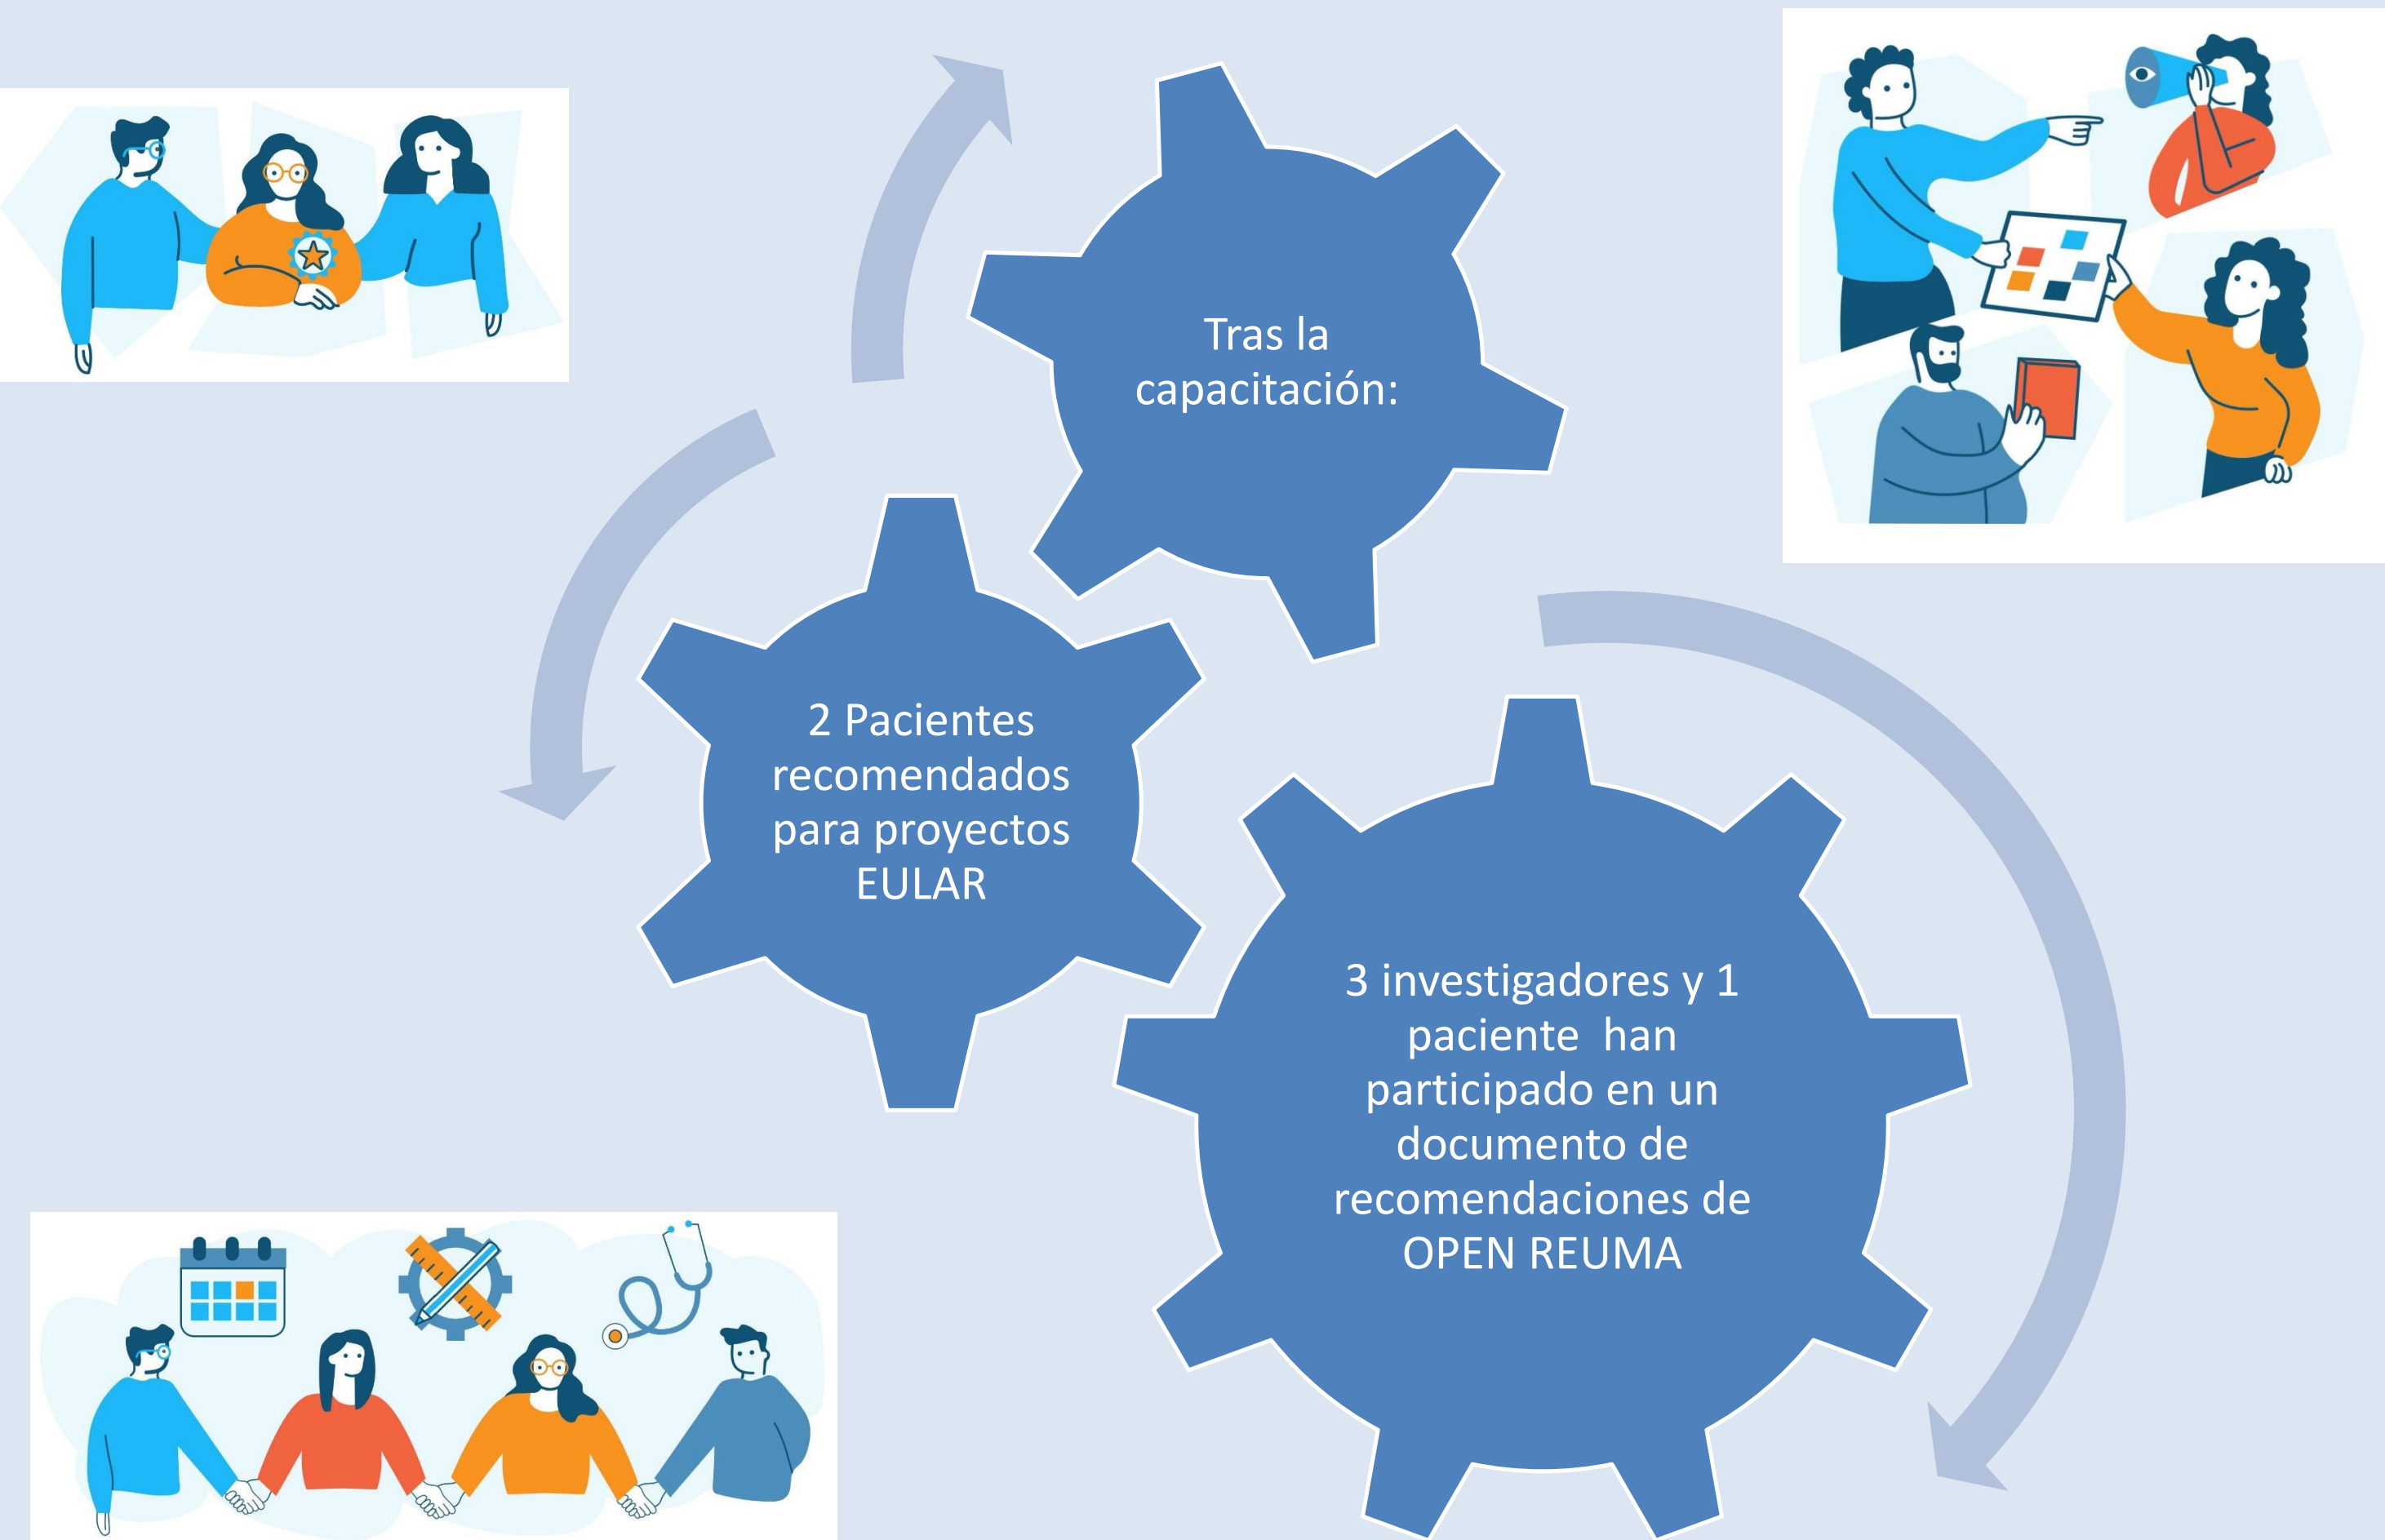 Tras la
capacitación:
2 Pacientes
recomendados
para proyectos
EULAR
3 investigadores y 1
paciente  han
participado en un
documento de
recomendaciones de
OPEN REUMA